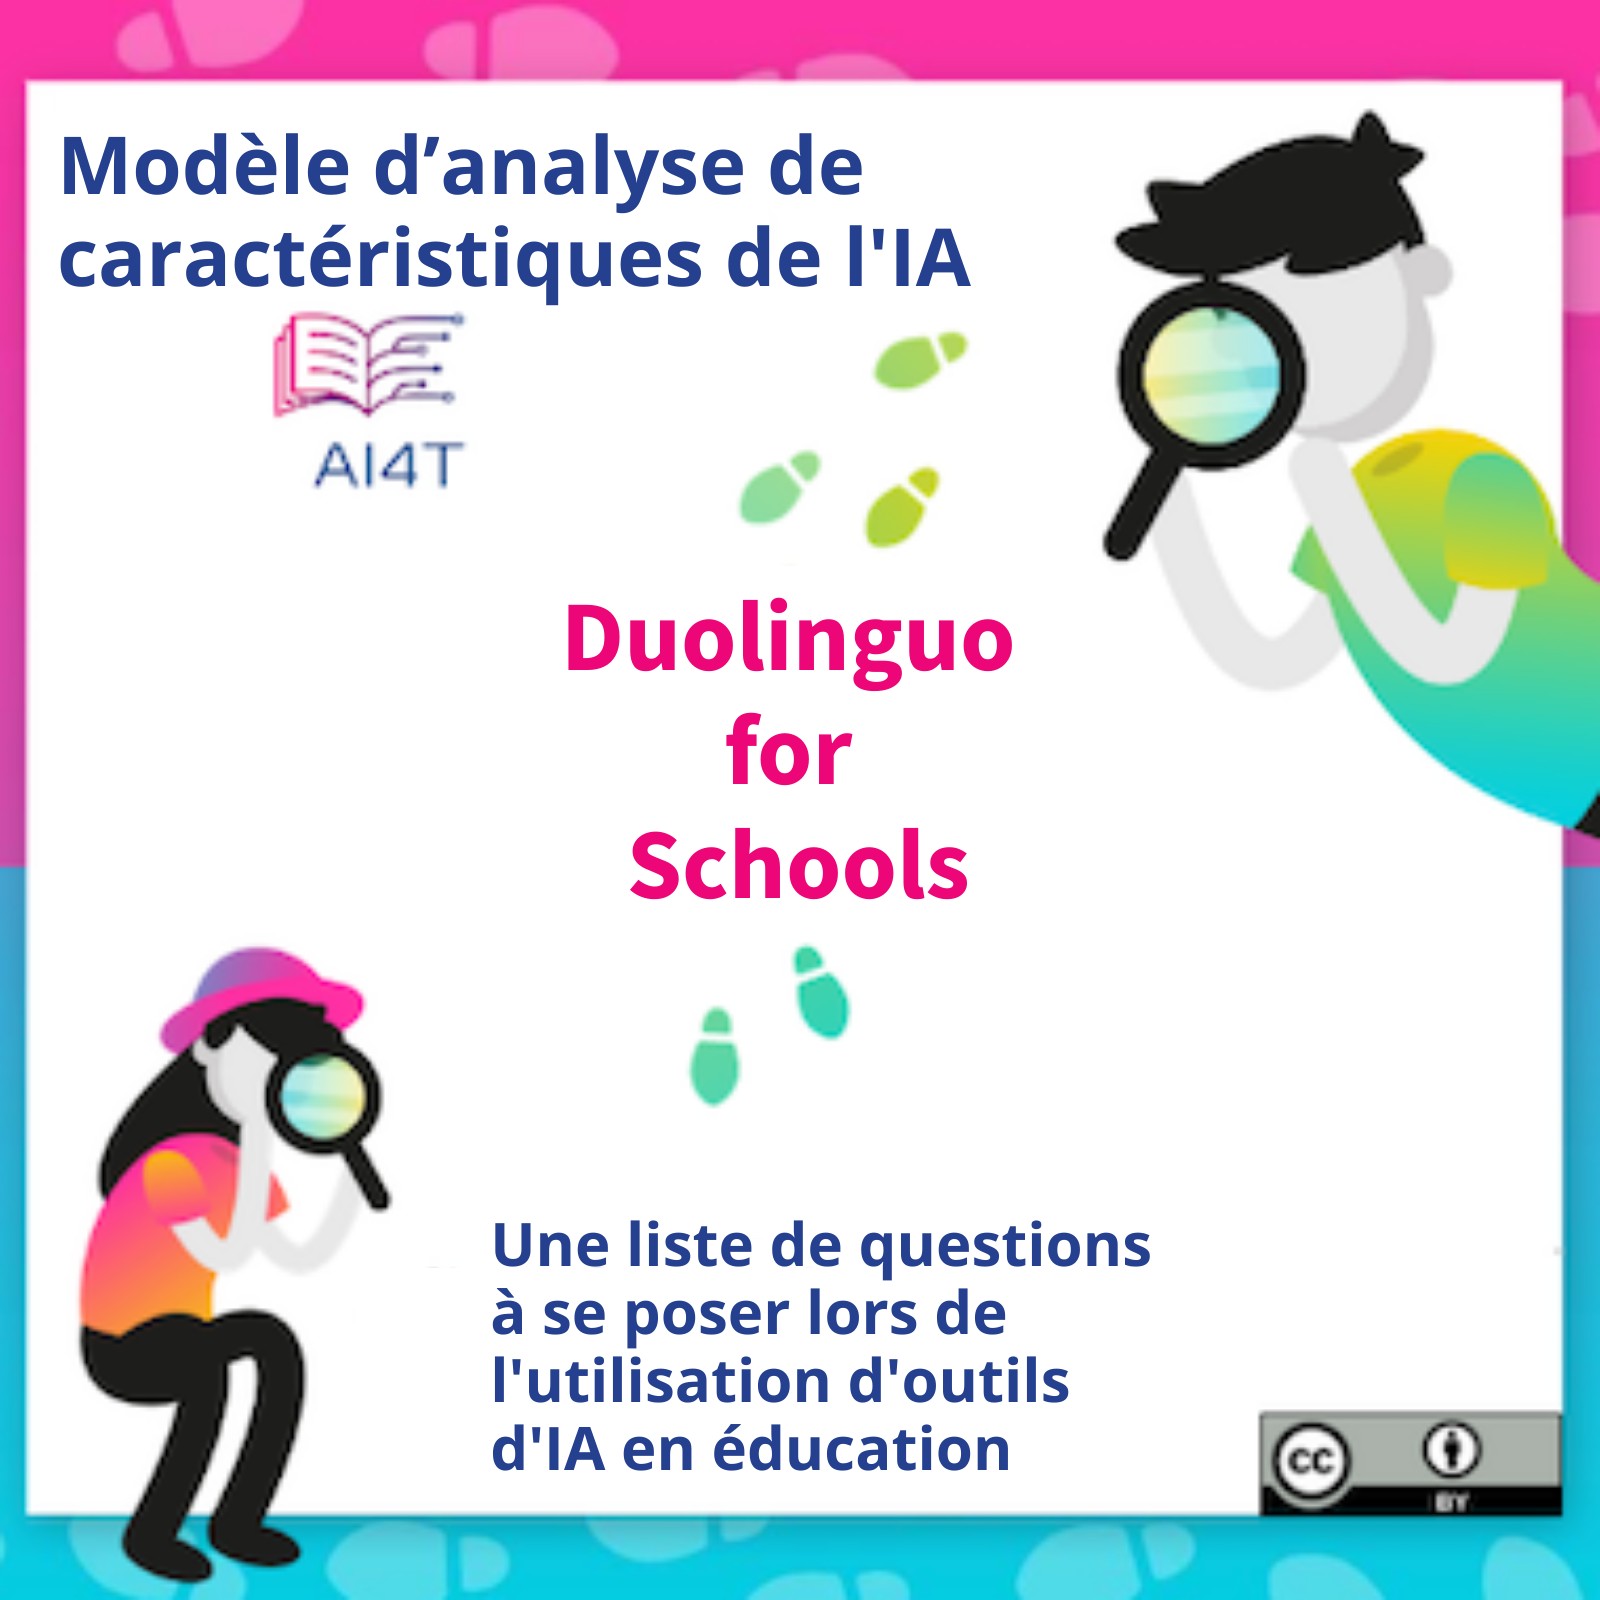 Modèle d’analyse de
caractéristiques de l'IA
AI4T
Duolinguo
for
Schools
Une liste de questions
à se poser lors de
l'utilisation d'outils
d'IA en éducation
CC
BY